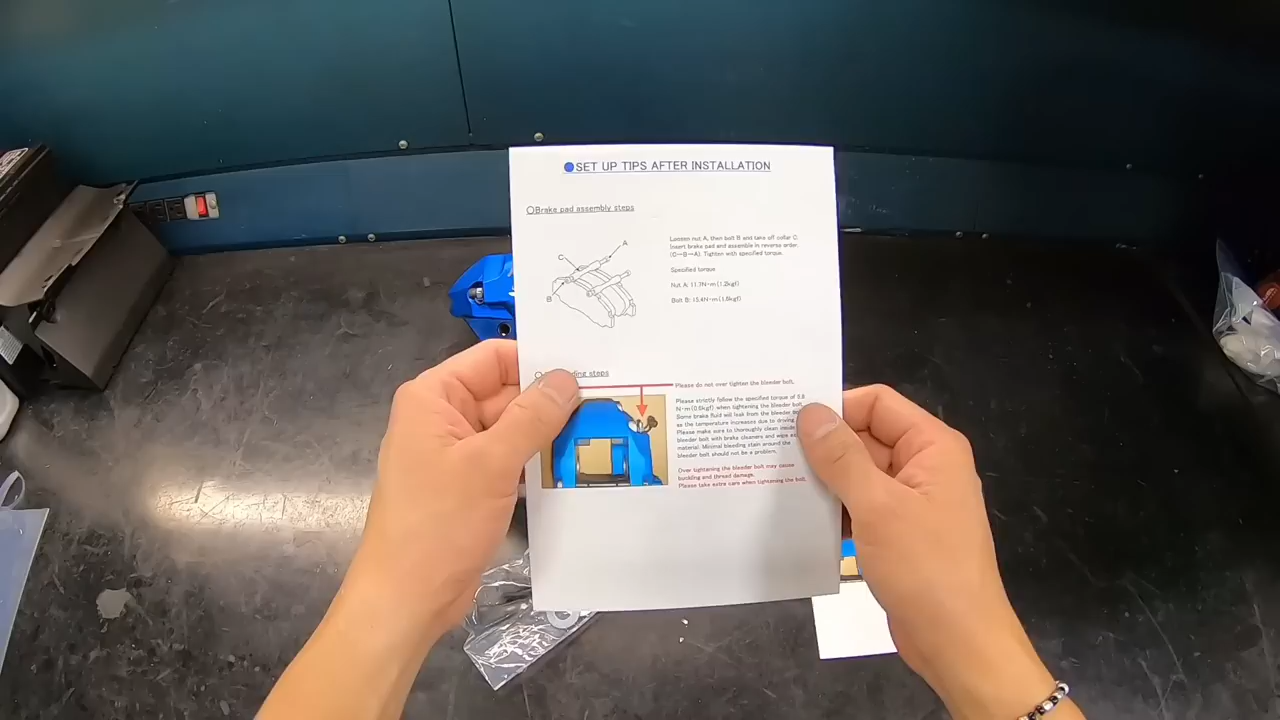 ●SET UP TIPS AFTER INSTALLATION
○Brake pad assembly steps
A
C
B
Loosen nut A, then bolt B and take off collar C.
Insert brake pad and assemble in reverse order.
(C→B→A). Tighten with specified torque.
Specified torque
Nut A: 11.7N・m(1.2kgf)
Bolt B: 15.4N・m(1.6kgf)
steps
Please do not over tighten the bleeder bolt.
Please strictly follow the specified torque of 5.8
N・m(0.6kgf) when tightening the bleeder bolt.
Some brake fluid will leak from the bleeder
as the temperature increases due to driving
Please make sure to thoroughly clean inside
bleeder bolt with brake cleaners and wipe
material. Minimal bleeding stain around the
bleeder bolt should not be a problem.
Over tightening the bleeder bolt may cause
buckling and thread damage.
Please take extra care when tightening the bolt.